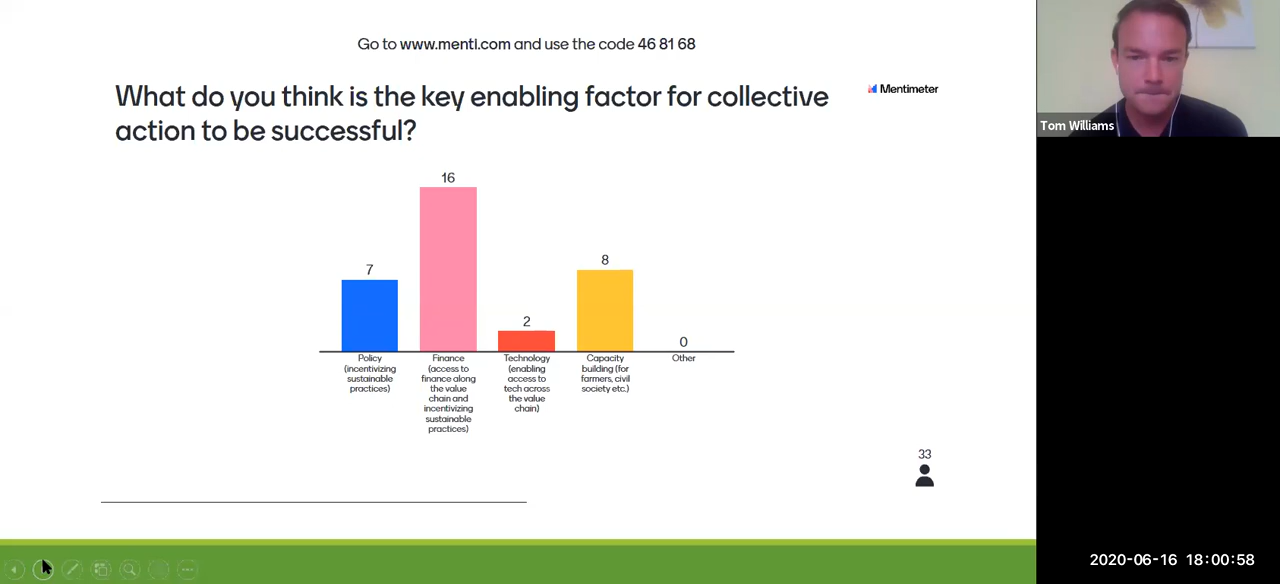 Go to www.menti.com and use the code 46 81 68
What do you think is the key enabling factor for collective
action to be successful?
Mentimeter
Tom Williams
16
7
2
8
0
Policy
(incentivizing
sustainable
practices)
Finance
(access to
finance along
the value
chain and
incentivizing
sustainable
practices)
Technology
(enabling
access to
tech across
the value
chain)
Capacity
building (for
farmers, civil
society etc.)
Other
33
2020-06-16 18:00:58